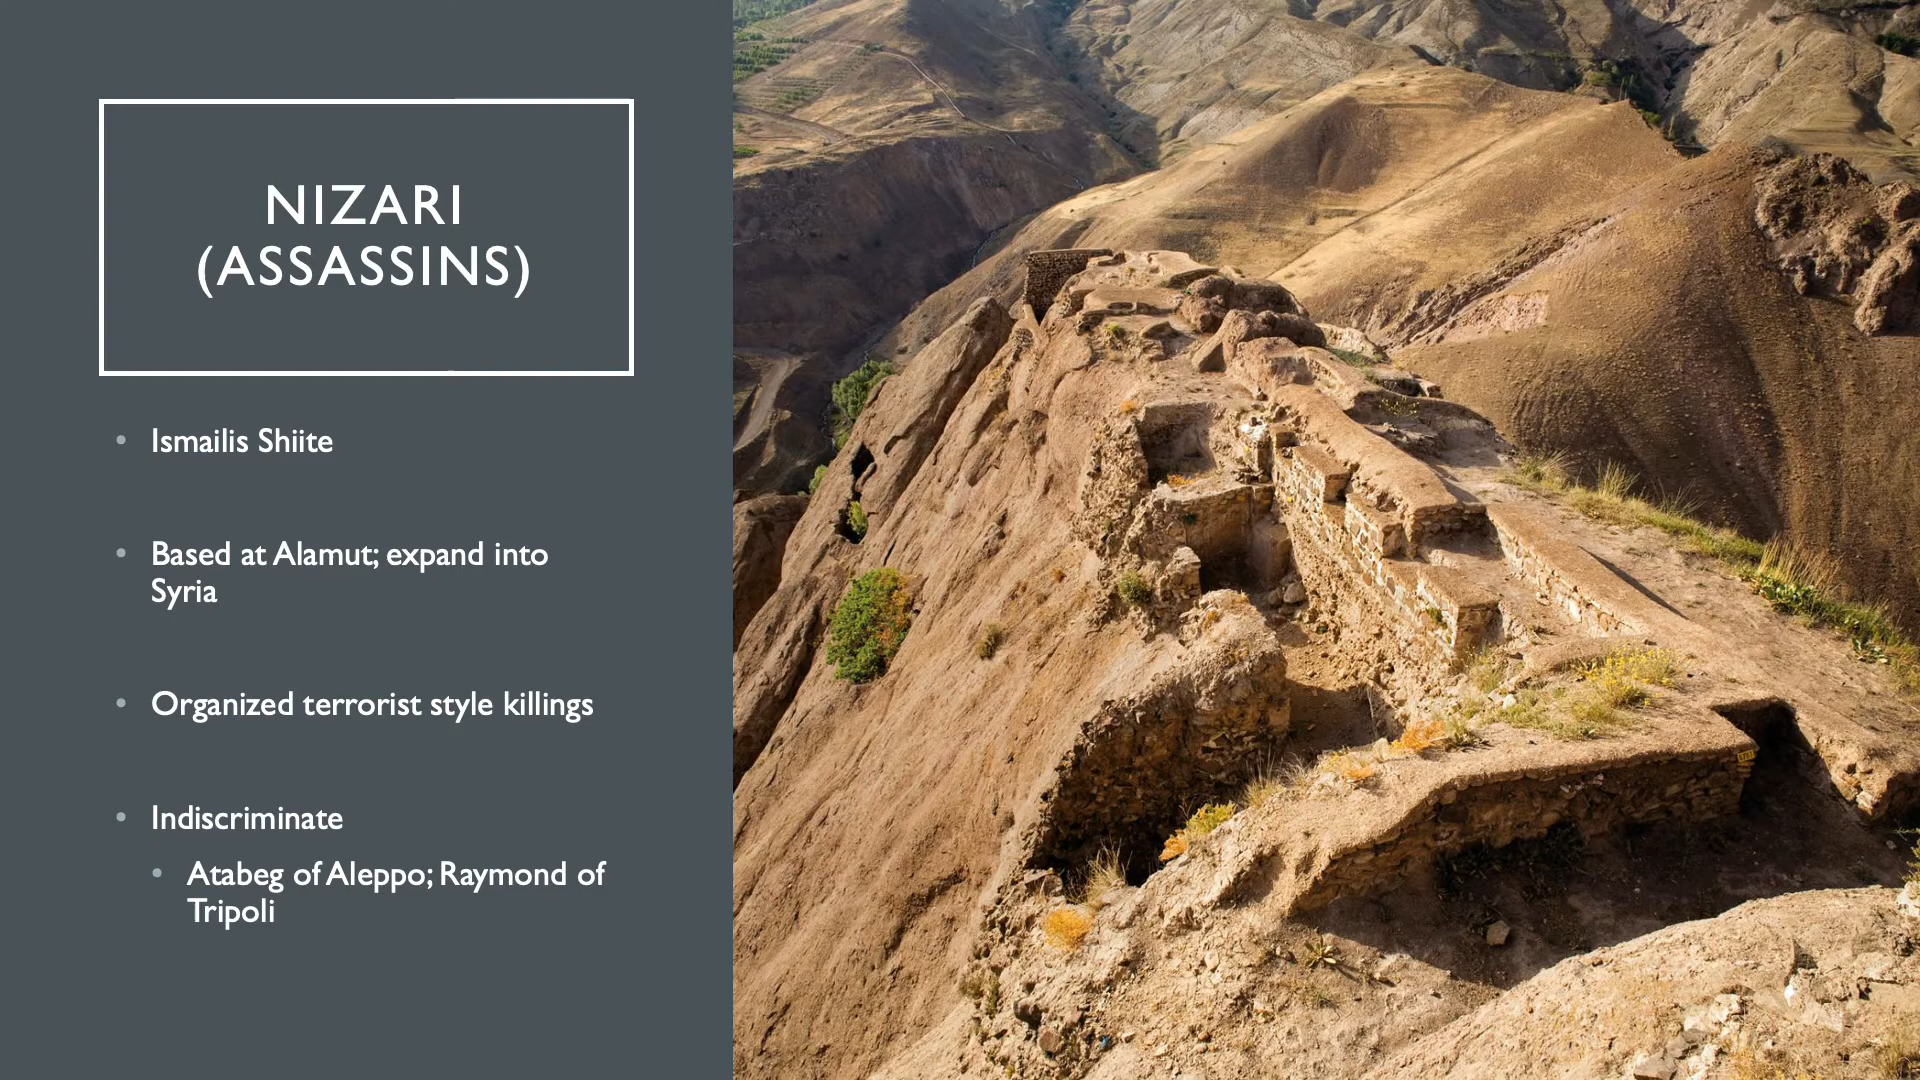 NIZARI
(ASSASSINS)
• Ismailis Shiite
• Based at Alamut; expand into
Syria
• Organized terrorist style killings
• Indiscriminate
• Atabeg of Aleppo; Raymond of
Tripoli